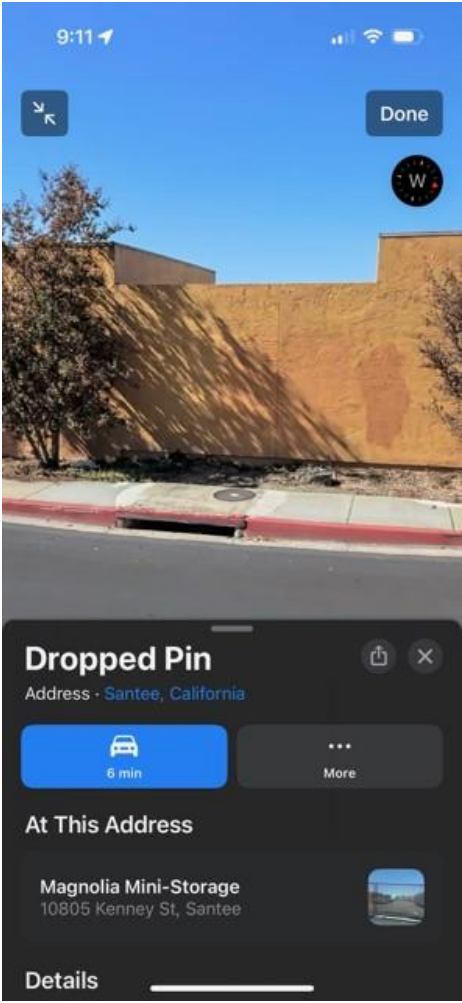 9:11
Done
W
Dropped Pin
Address · Santee, California
6 min
More
At This Address
Magnolia Mini-Storage
10805 Kenney St, Santee
Details